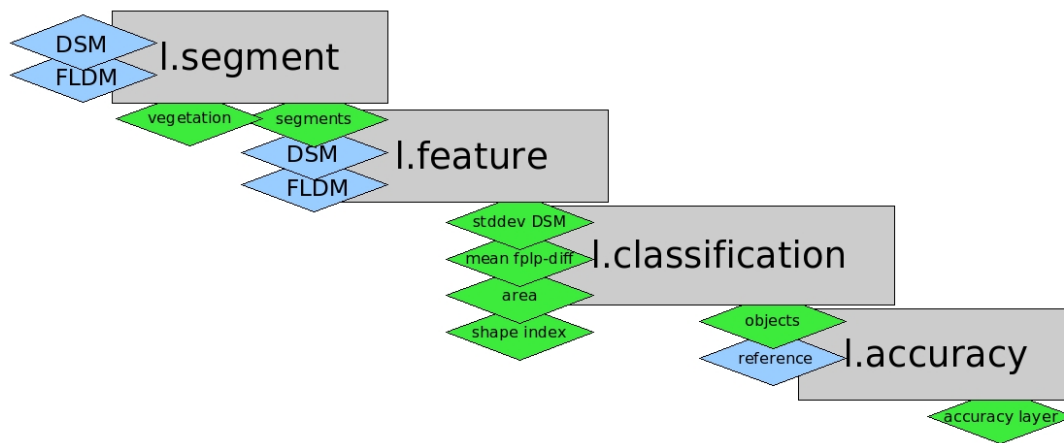 DSM
FLDM
l.segment
vegetation
segments
DSM
FLDM
l.feature
stddev DSM
mean fplp-diff
area
shape index
l.classification
objects
reference
l.accuracy
accuracy layer